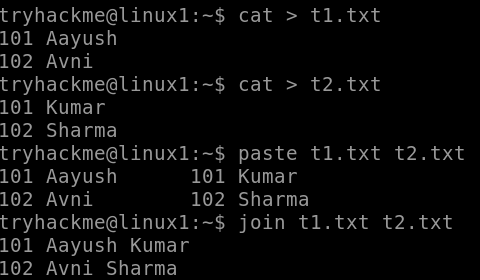 tryhackme@linux1:~$ cat > t1.txt
101 Aayush
102 Avni
tryhackme@linux1:~$ cat > t2.txt
101 Kumar
102 Sharma
tryhackme@linux1:~$ paste t1.txt t2.txt
101 Aayush      101 Kumar
102 Avni        102 Sharma
tryhackme@linux1:~$ join t1.txt t2.txt
101 Aayush Kumar
102 Avni Sharma